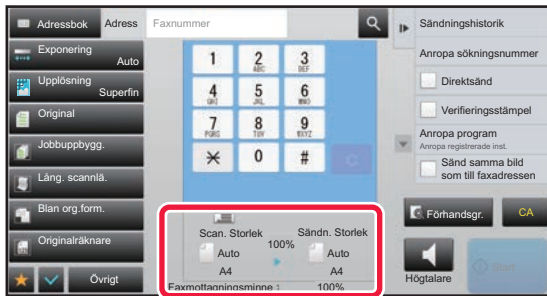 Adressbok
Adress
Faxnummer
Exponering
Auto
Upplösning
Superfin
Original
Jobbuppbygg.
Lång. scannlä.
Blan org.form.
Originalräknare
Övrigt
1
2
ABC
3
DEF
4
GHI
5
JKL
6
MNO
7
PQRS
8
TUV
9
WXYZ
0
#
C
Scan. Storlek
100%
Sändn. Storlek
Auto
Auto
A4
A4
Faxmottagningsminne : 100%
Sändningshistorik
Anropa sökningsnummer
Direktsänd
Verifieringsstämpel
Anropa program
Anropa registrerade inst.
Sänd samma bild
som till faxadressen
Förhandsgr.
CA
Högtalare
Start